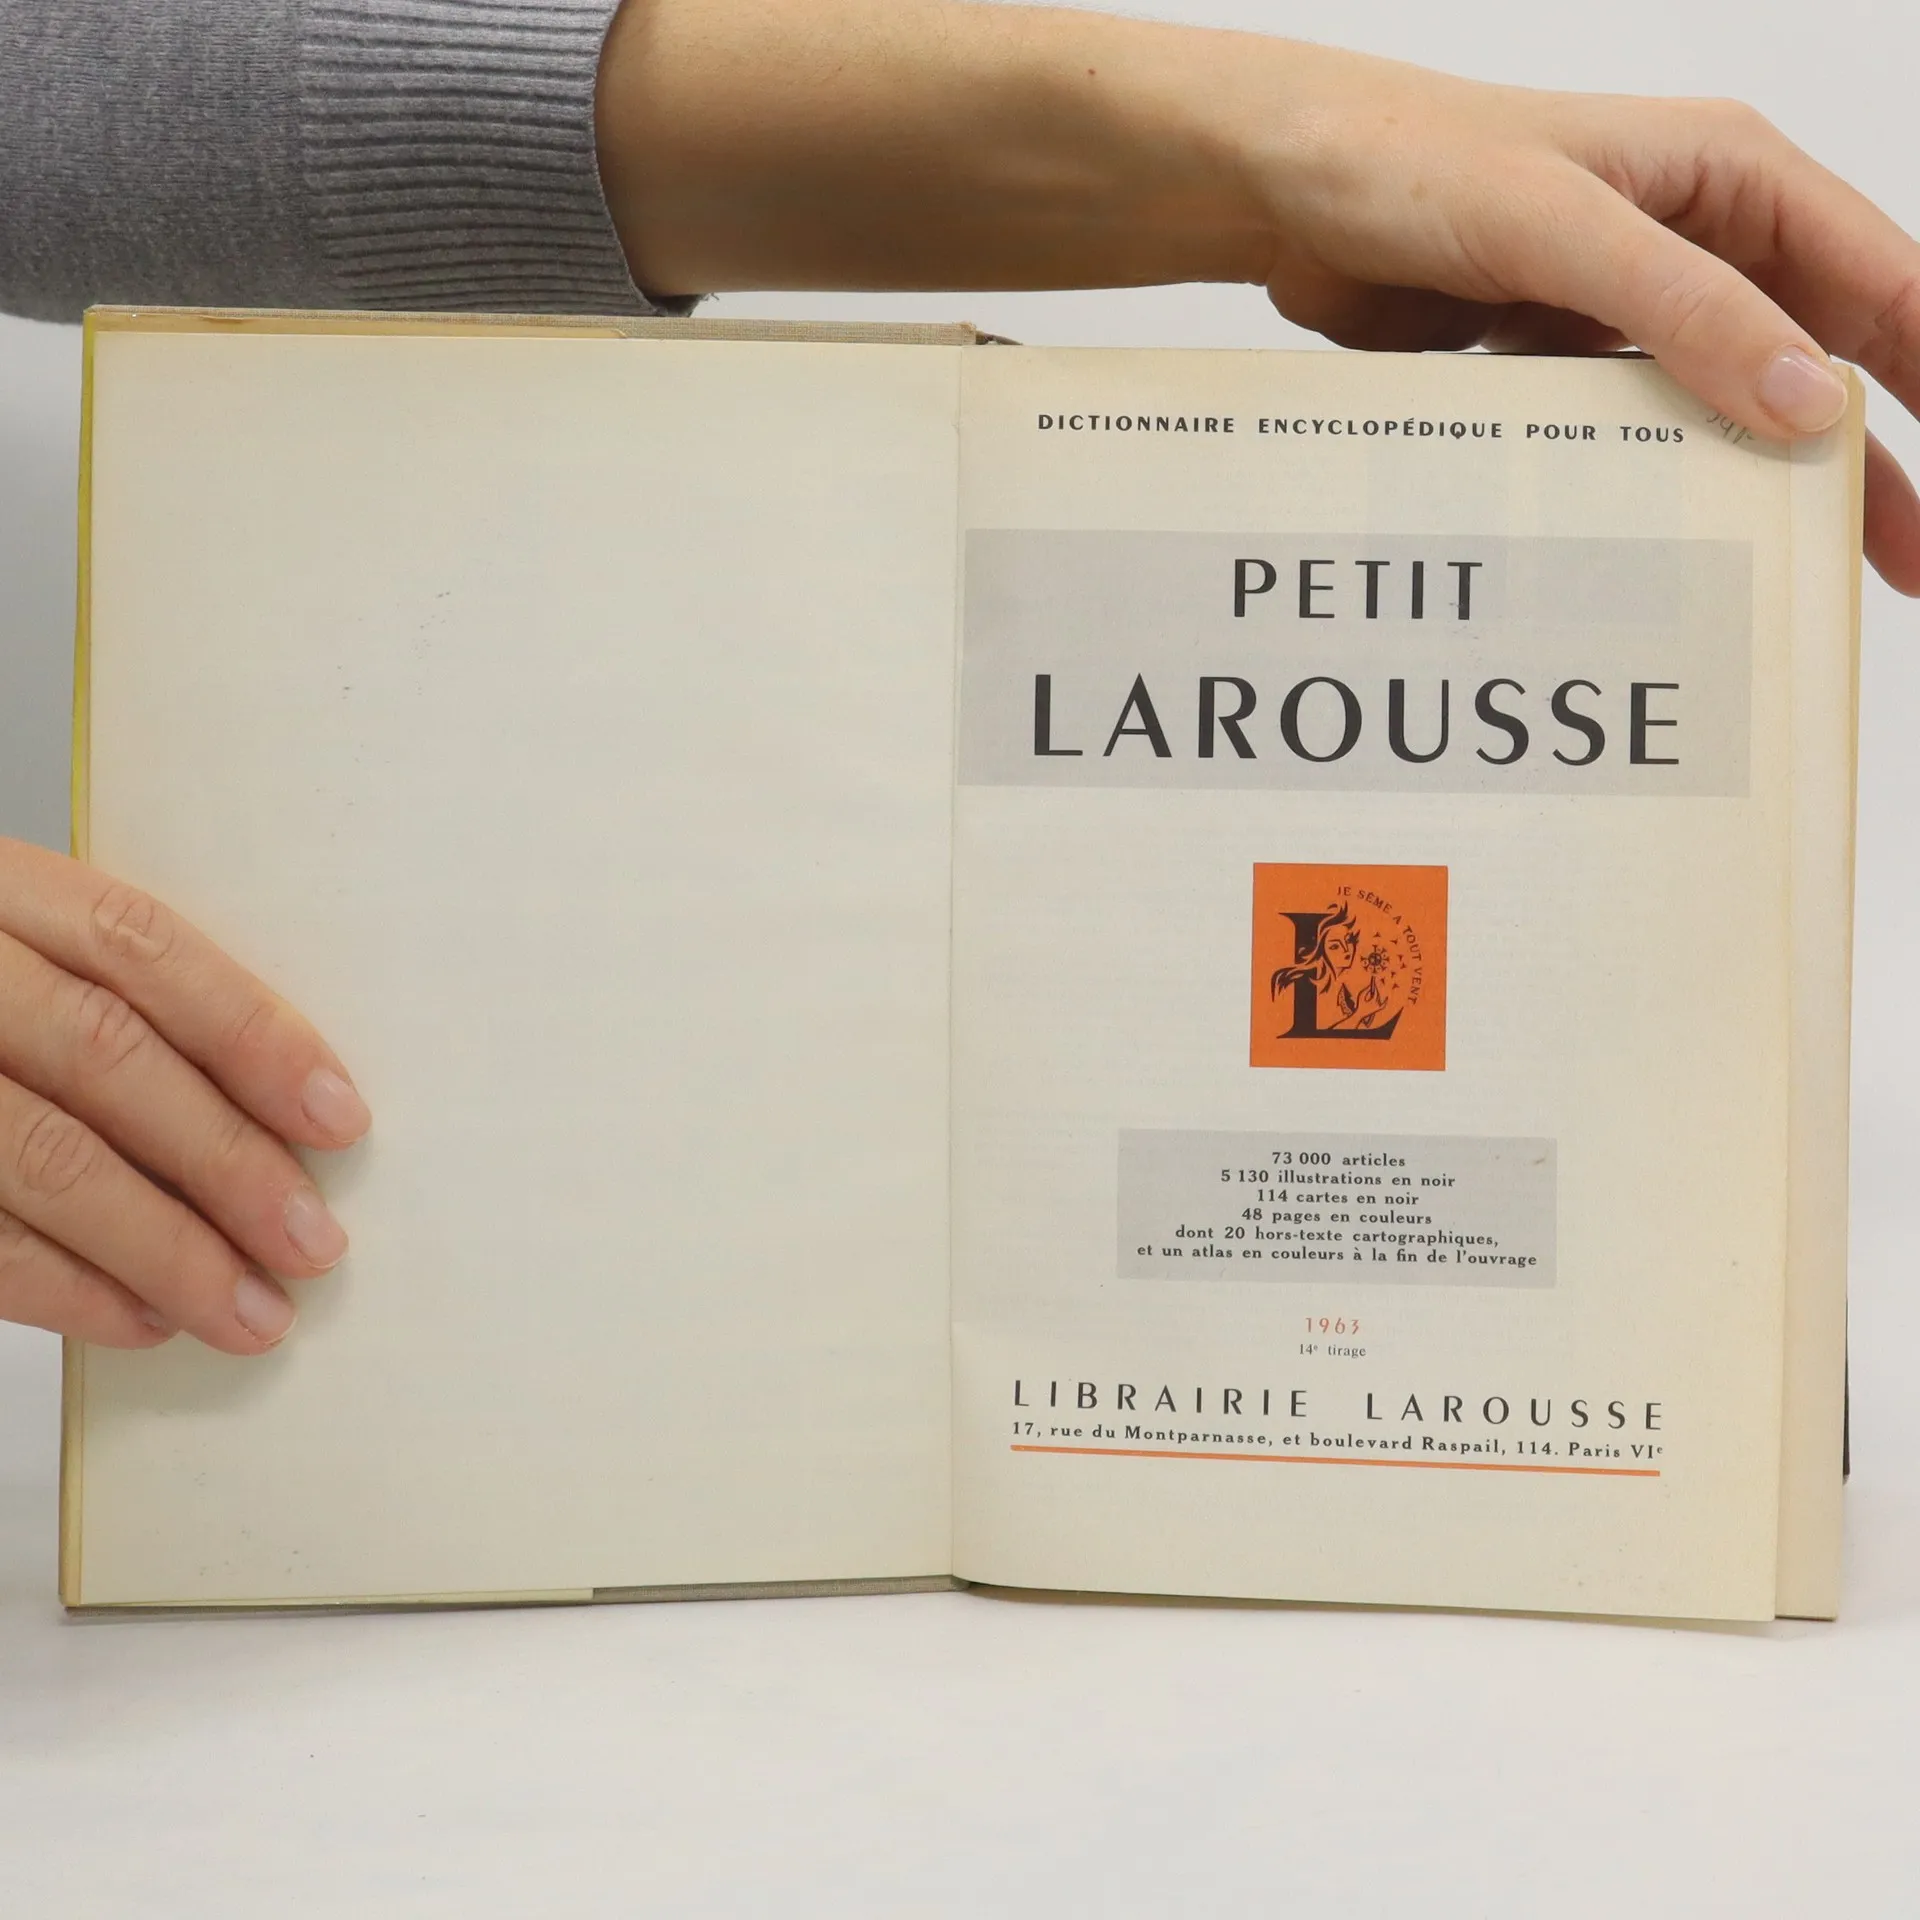 DICTIONNAIRE ENCYCLOPÉDIQUE POUR TOUS
PETIT
LAROUSSE
JE SÈME A TOUT VENT
73 000 articles
5 130 illustrations en noir
114 cartes en noir
48 pages en couleurs
dont 20 hors-texte cartographiques,
et un atlas en couleurs à la fin de l'ouvrage
1963
14e tirage
LIBRAIRIE LAROUSSE
17, rue du Montparnasse, et boulevard Raspail, 114. Paris VIe